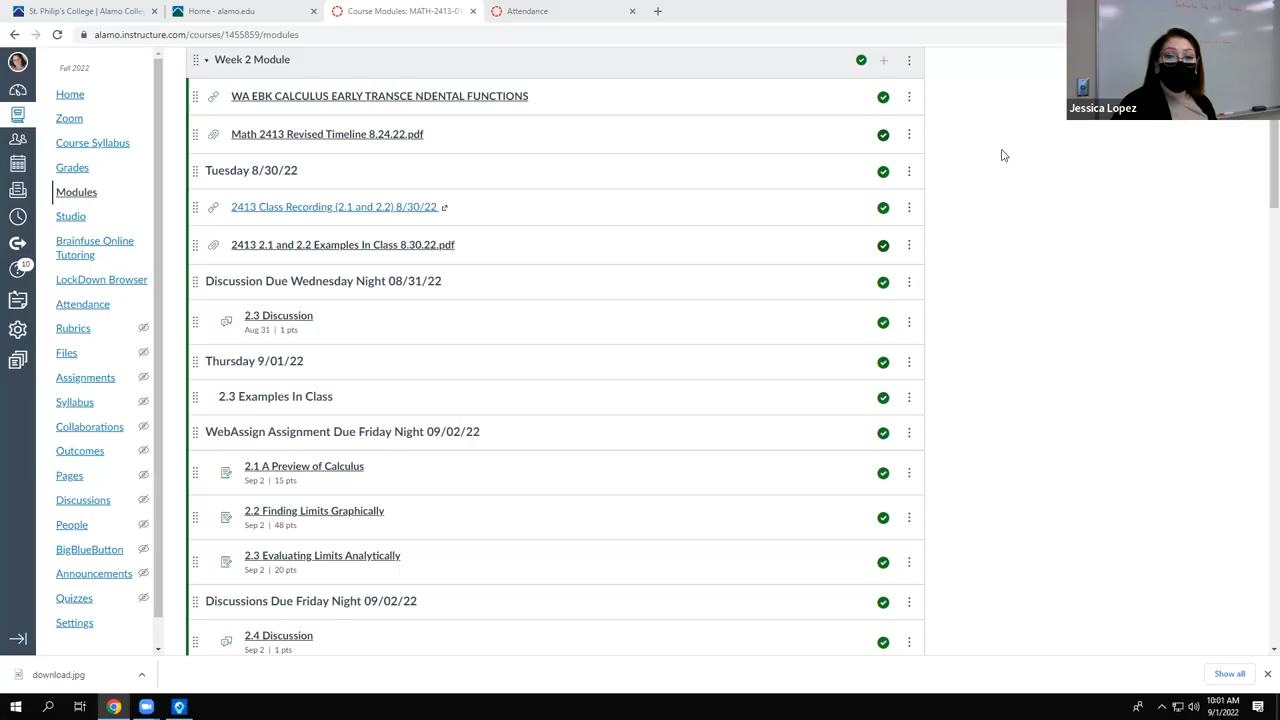 St. Philip's College | Alamo Colle
Home - alamo.edu
Course Modules: MATH-2413-01
Attendance
alamo.instructure.com/courses/1455859/modules
Jessica Lopez
Fall 2022
Home
Zoom
Course Syllabus
Grades
Modules
Studio
Brainfuse Online
Tutoring
LockDown Browser
Attendance
Rubrics
Files
Assignments
Syllabus
Collaborations
Outcomes
Pages
Discussions
People
BigBlueButton
Announcements
Quizzes
Settings
10
Week 2 Module
WA EBK CALCULUS EARLY TRANSCE NDENTAL FUNCTIONS
Math 2413 Revised Timeline 8.24.22.pdf
Tuesday 8/30/22
2413 Class Recording (2.1 and 2.2) 8/30/22
2413 2.1 and 2.2 Examples In Class 8.30.22.pdf
Discussion Due Wednesday Night 08/31/22
2.3 Discussion
Aug 31 | 1 pts
Thursday 9/01/22
2.3 Examples In Class
WebAssign Assignment Due Friday Night 09/02/22
2.1 A Preview of Calculus
Sep 2 | 15 pts
2.2 Finding Limits Graphically
Sep 2 | 48 pts
2.3 Evaluating Limits Analytically
Sep 2 | 20 pts
Discussions Due Friday Night 09/02/22
2.4 Discussion
Sep 2 | 1 pts
download.jpg
Show all
10:01 AM
9/1/2022